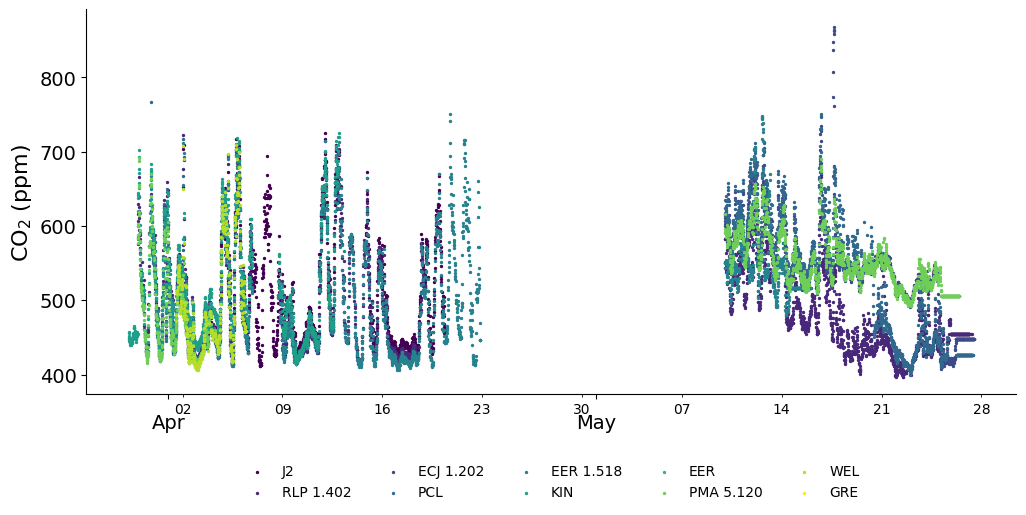 CO₂ (ppm)
800
700
600
500
400
02 09 16 23 30 07 14 21 28
Apr May
J2 ECJ 1.202 EER 1.518 EER WEL
RLP 1.402 PCL KIN PMA 5.120 GRE